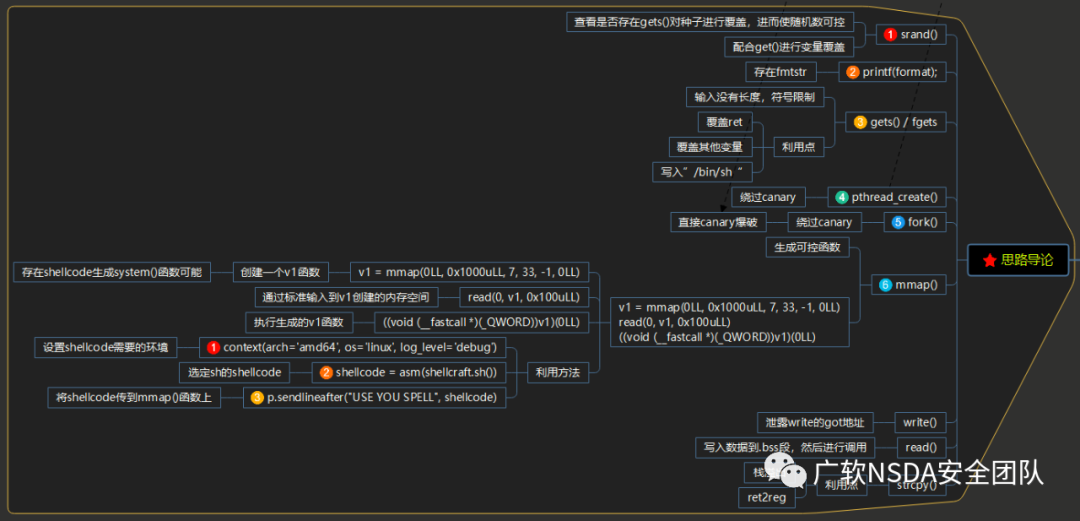 思路导论
1 srand()
查看是否存在gets()对种子进行覆盖，进而使随机数可控
配合get()进行变量覆盖
2 printf(format);
存在fmtstr
3 gets() / fgets
输入没有长度，符号限制
利用点
覆盖ret
覆盖其他变量
写入”/bin/sh “
4 pthread_create()
绕过canary
5 fork()
绕过canary
直接canary爆破
6 mmap()
生成可控函数
v1 = mmap(0LL, 0x1000uLL, 7, 33, -1, 0LL)
read(0, v1, 0x100uLL)
((void (__fastcall *)(_QWORD))v1)(0LL)
v1 = mmap(0LL, 0x1000uLL, 7, 33, -1, 0LL)
创建一个v1函数
存在shellcode生成system()函数可能
read(0, v1, 0x100uLL)
通过标准输入到v1创建的内存空间
((void (__fastcall *)(_QWORD))v1)(0LL)
执行生成的v1函数
利用方法
1 context(arch='amd64', os='linux', log_level='debug')
设置shellcode需要的环境
2 shellcode = asm(shellcraft.sh())
选定sh的shellcode
3 p.sendlineafter("USE YOU SPELL", shellcode)
将shellcode传到mmap()函数上
write()
泄露write的got地址
read()
写入数据到.bss段，然后进行调用
strcpy()
利用点
ret2reg
广软NSDA安全团队